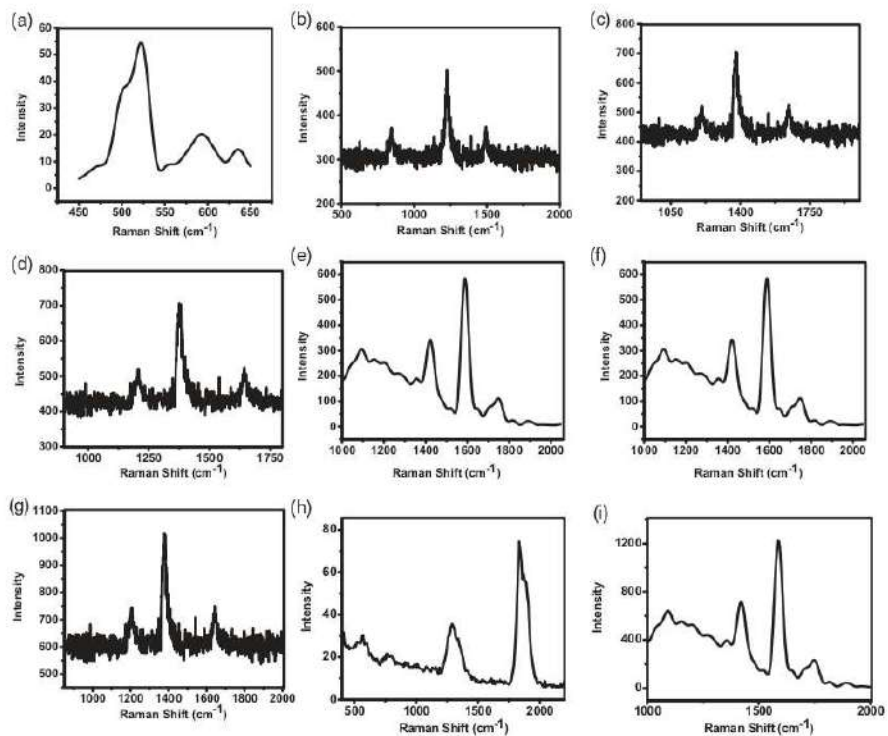 (a)
60
50
40
30
20
10
0
Intensity
450 500 550 600 650
Raman Shift (cm⁻¹)
(b)
600
500
400
300
200
Intensity
500 1000 1500 2000
Raman Shift (cm⁻¹)
(c)
800
700
600
500
400
300
200
Intensity
1050 1400 1750
Raman Shift (cm⁻¹)
(d)
800
700
600
500
400
300
Intensity
1000 1250 1500 1750
Raman Shift (cm⁻¹)
(e)
600
500
400
300
200
100
0
Intensity
1000 1200 1400 1600 1800 2000
Raman Shift (cm⁻¹)
(f)
600
500
400
300
200
100
0
Intensity
1000 1200 1400 1600 1800 2000
Raman Shift (cm⁻¹)
(g)
1100
1000
900
800
700
600
500
Intensity
1000 1200 1400 1600 1800 2000
Raman Shift (cm⁻¹)
(h)
80
60
40
20
0
Intensity
500 1000 1500 2000
Raman Shift (cm⁻¹)
(i)
1200
800
400
0
Intensity
1000 1500 2000
Raman Shift (cm⁻¹)